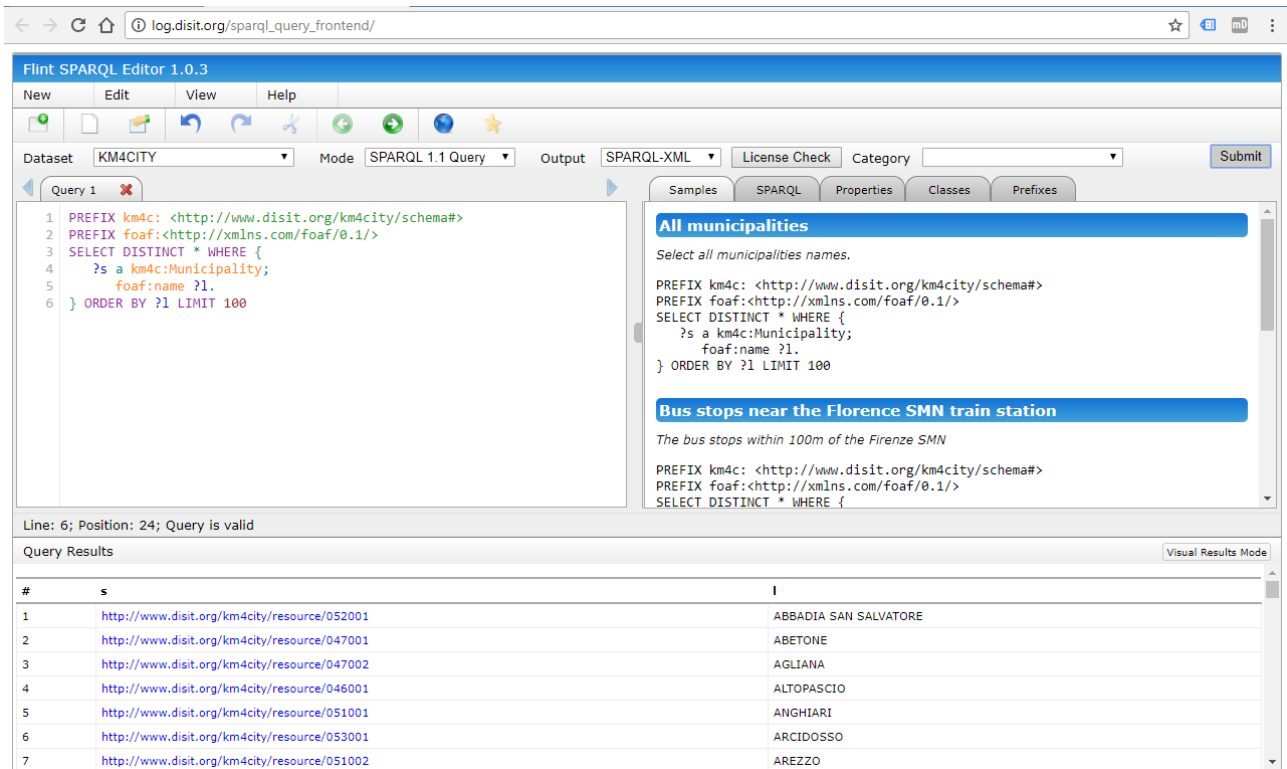 log.disit.org/sparql_query_frontend/
mD
Flint SPARQL Editor 1.0.3
New Edit View Help
Dataset KM4CITY Mode SPARQL 1.1 Query Output SPARQL-XML License Check Category Submit
Query 1
Samples SPARQL Properties Classes Prefixes
1 PREFIX km4c: <http://www.disit.org/km4city/schema#>
2 PREFIX foaf:<http://xmlns.com/foaf/0.1/>
3 SELECT DISTINCT * WHERE {
4 ?s a km4c:Municipality;
5 foaf:name ?l.
6 } ORDER BY ?l LIMIT 100
All municipalities
Select all municipalities names.
PREFIX km4c: <http://www.disit.org/km4city/schema#>
PREFIX foaf:<http://xmlns.com/foaf/0.1/>
SELECT DISTINCT * WHERE {
?s a km4c:Municipality;
foaf:name ?l.
} ORDER BY ?l LIMIT 100
Bus stops near the Florence SMN train station
The bus stops within 100m of the Firenze SMN
PREFIX km4c: <http://www.disit.org/km4city/schema#>
PREFIX foaf:<http://xmlns.com/foaf/0.1/>
SELECT DISTINCT * WHERE {
Line: 6; Position: 24; Query is valid
Query Results Visual Results Mode
# s l
1 http://www.disit.org/km4city/resource/052001 ABBADIA SAN SALVATORE
2 http://www.disit.org/km4city/resource/047001 ABETONE
3 http://www.disit.org/km4city/resource/047002 AGLIANA
4 http://www.disit.org/km4city/resource/046001 ALTOPASCIO
5 http://www.disit.org/km4city/resource/051001 ANGHIARI
6 http://www.disit.org/km4city/resource/053001 ARCIDOSSO
7 http://www.disit.org/km4city/resource/051002 AREZZO